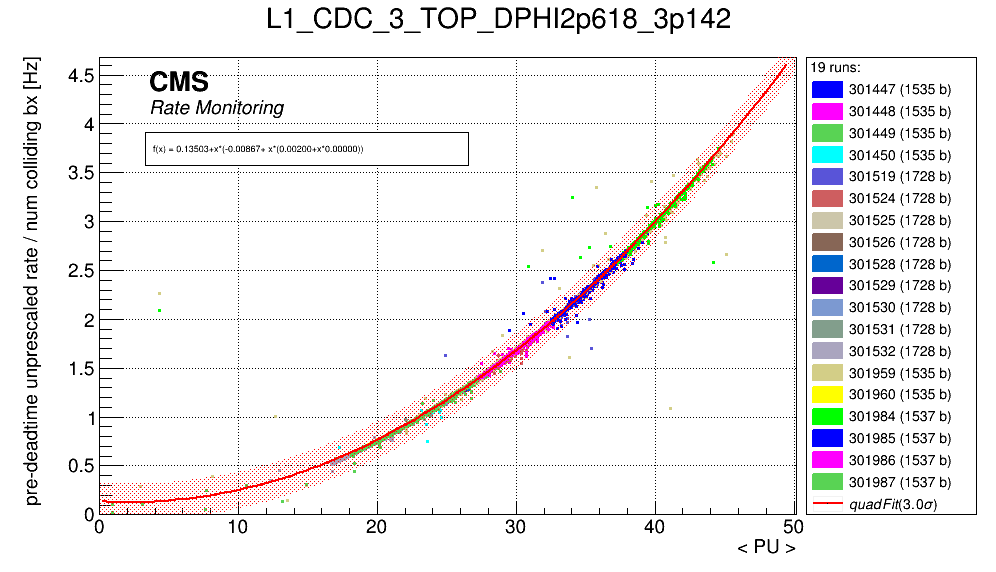 L1_CDC_3_TOP_DPHI2p618_3p142
pre-deadtime unprescaled rate / num colliding bx [Hz]
CMS
Rate Monitoring
f(x) = 0.13503+x*(-0.00867+ x*(0.00200+x*0.00000))
4.5
4
3.5
3
2.5
2
1.5
1
0.5
0
0 10 20 30 40 50
< PU >
19 runs:
301447 (1535 b)
301448 (1535 b)
301449 (1535 b)
301450 (1535 b)
301519 (1728 b)
301524 (1728 b)
301525 (1728 b)
301526 (1728 b)
301528 (1728 b)
301529 (1728 b)
301530 (1728 b)
301531 (1728 b)
301532 (1728 b)
301959 (1535 b)
301960 (1535 b)
301984 (1537 b)
301985 (1537 b)
301986 (1537 b)
301987 (1537 b)
quadFit(3.0σ)